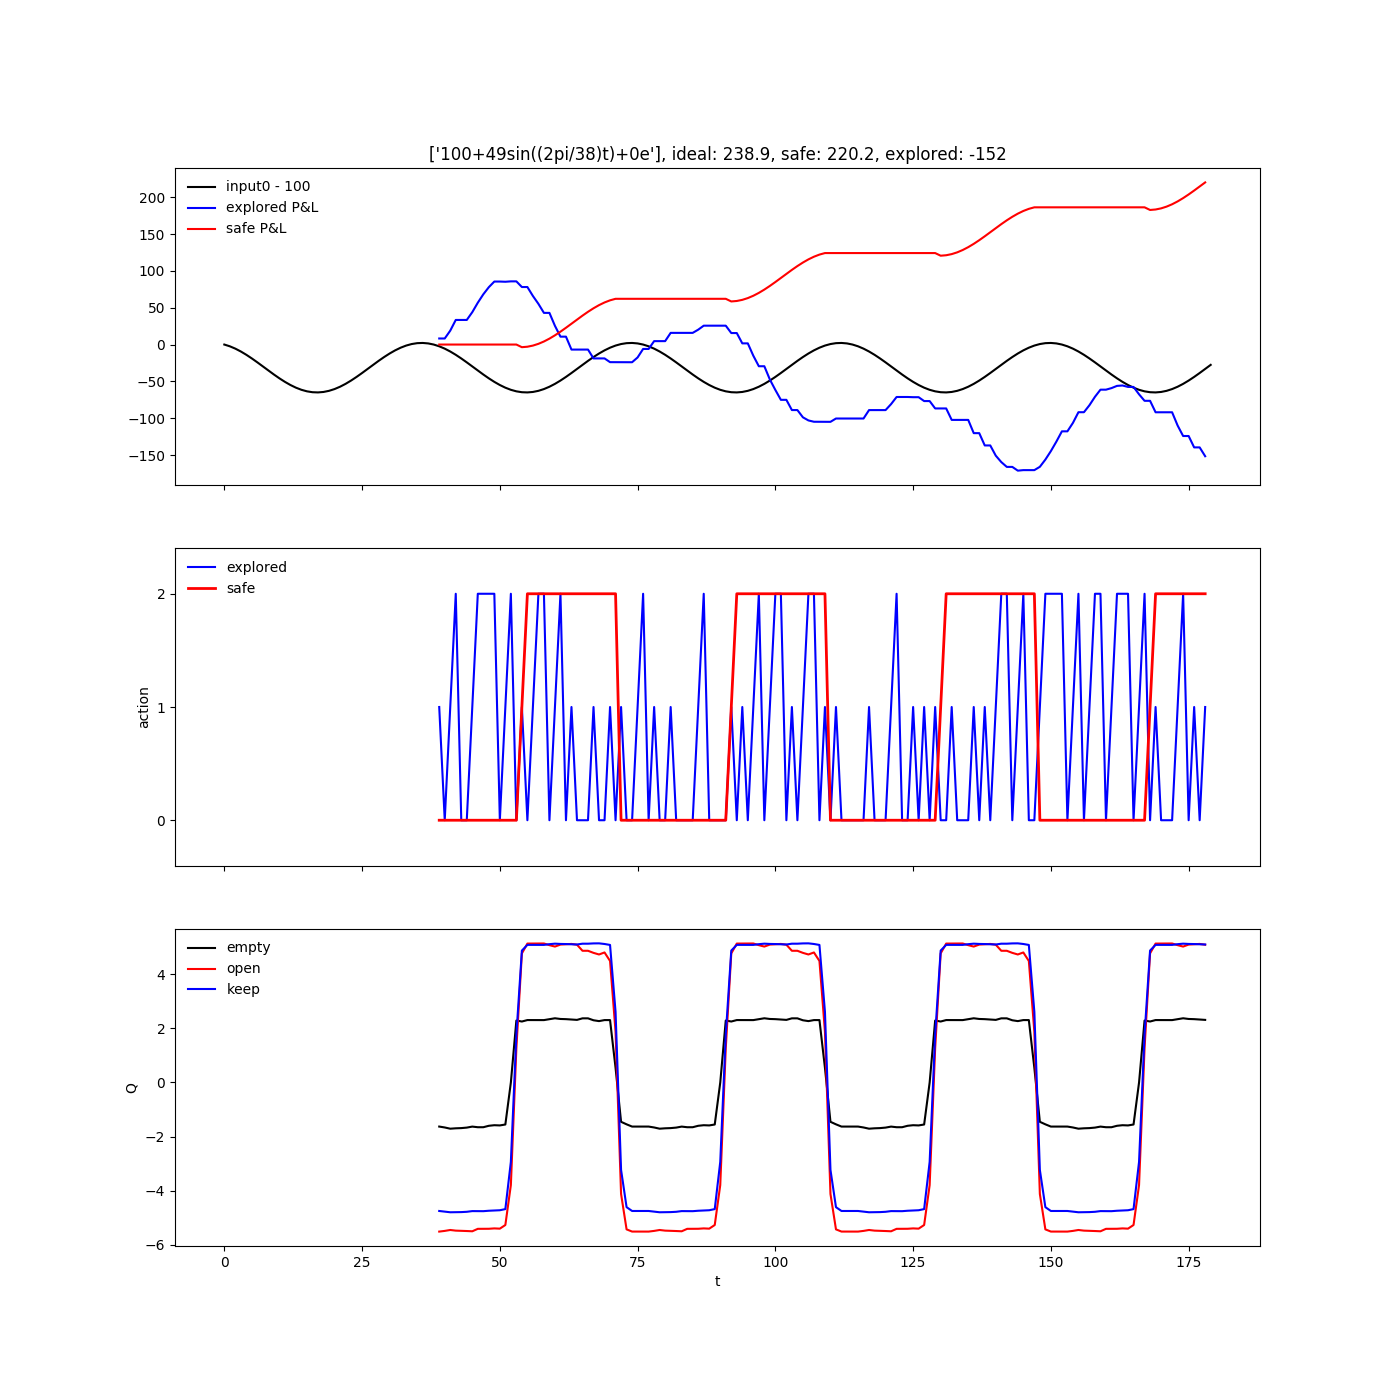 ['100+49sin((2pi/38)t)+0e'], ideal: 238.9, safe: 220.2, explored: -152
input0 - 100
explored P&L
safe P&L
200
150
100
50
0
−50
−100
−150
explored
safe
2
1
0
action
empty
open
keep
4
2
0
−2
−4
−6
Q
0 25 50 75 100 125 150 175
t